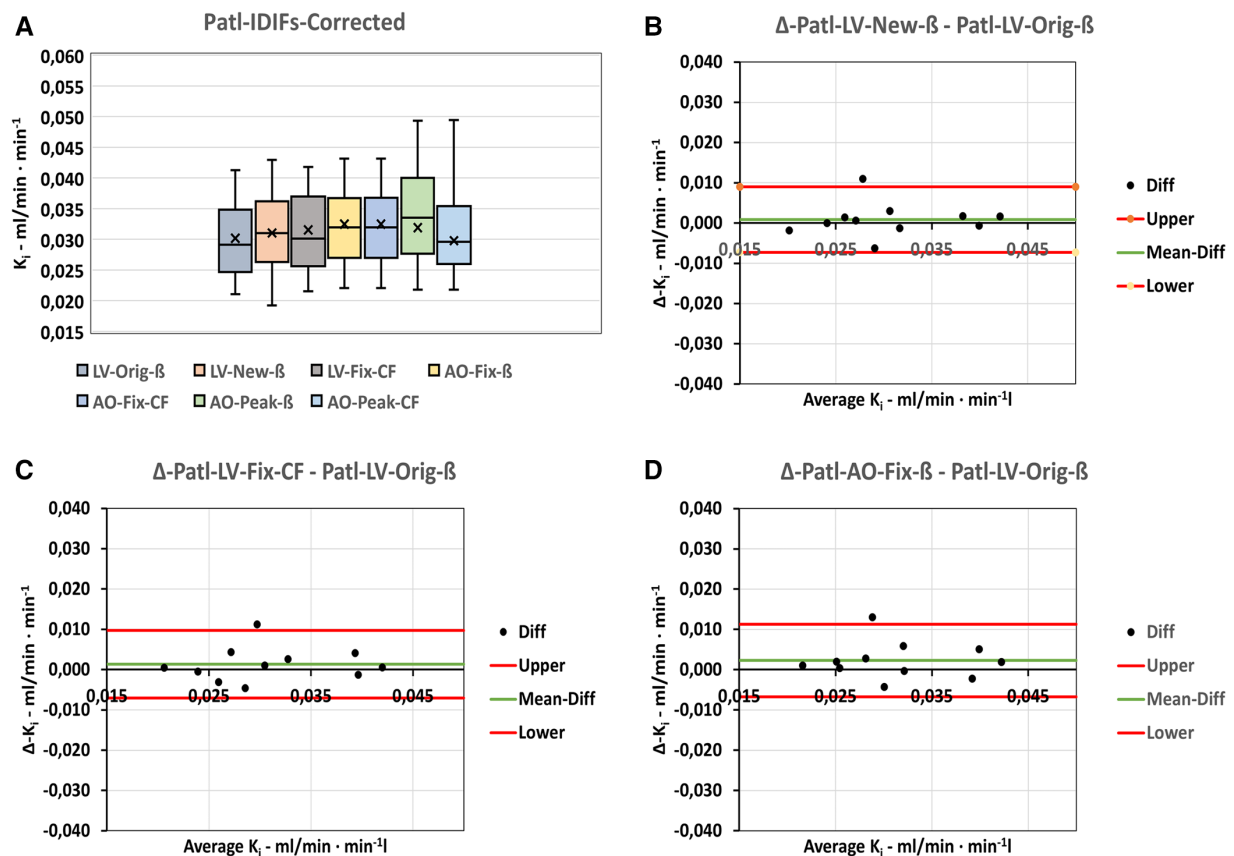 A
Patl-IDIFs-Corrected
Kᵢ - ml/min · min⁻¹
0,060
0,055
0,050
0,045
0,040
0,035
0,030
0,025
0,020
0,015
LV-Orig-ß LV-New-ß LV-Fix-CF AO-Fix-ß
AO-Fix-CF AO-Peak-ß AO-Peak-CF
B
Δ-Patl-LV-New-ß - Patl-LV-Orig-ß
Δ-Kᵢ - ml/min · min⁻¹
0,040
0,030
0,020
0,010
0,000
-0,010
-0,020
-0,030
-0,040
0,015 0,025 0,035 0,045
Average Kᵢ - ml/min · min⁻¹l
Diff
Upper
Mean-Diff
Lower
C
Δ-Patl-LV-Fix-CF - Patl-LV-Orig-ß
Δ-Kᵢ - ml/min · min⁻¹
0,040
0,030
0,020
0,010
0,000
-0,010
-0,020
-0,030
-0,040
0,015 0,025 0,035 0,045
Average Kᵢ - ml/min · min⁻¹l
Diff
Upper
Mean-Diff
Lower
D
Δ-Patl-AO-Fix-ß - Patl-LV-Orig-ß
Δ-Kᵢ - ml/min · min⁻¹
0,040
0,030
0,020
0,010
0,000
-0,010
-0,020
-0,030
-0,040
0,015 0,025 0,035 0,045
Average Kᵢ - ml/min · min⁻¹l
Diff
Upper
Mean-Diff
Lower